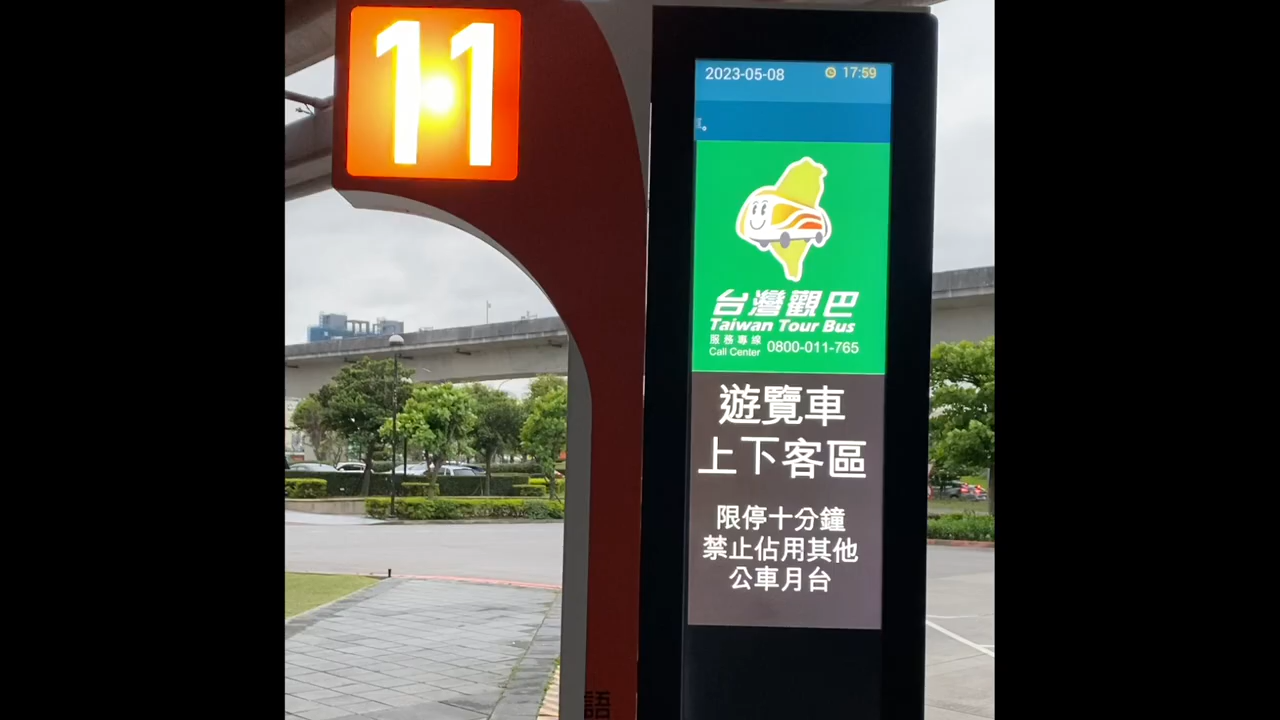 11
2023-05-08 17:59
台灣觀巴
Taiwan Tour Bus
服務專線
Call Center 0800-011-765
遊覽車
上下客區
限停十分鐘
禁止佔用其他
公車月台
語